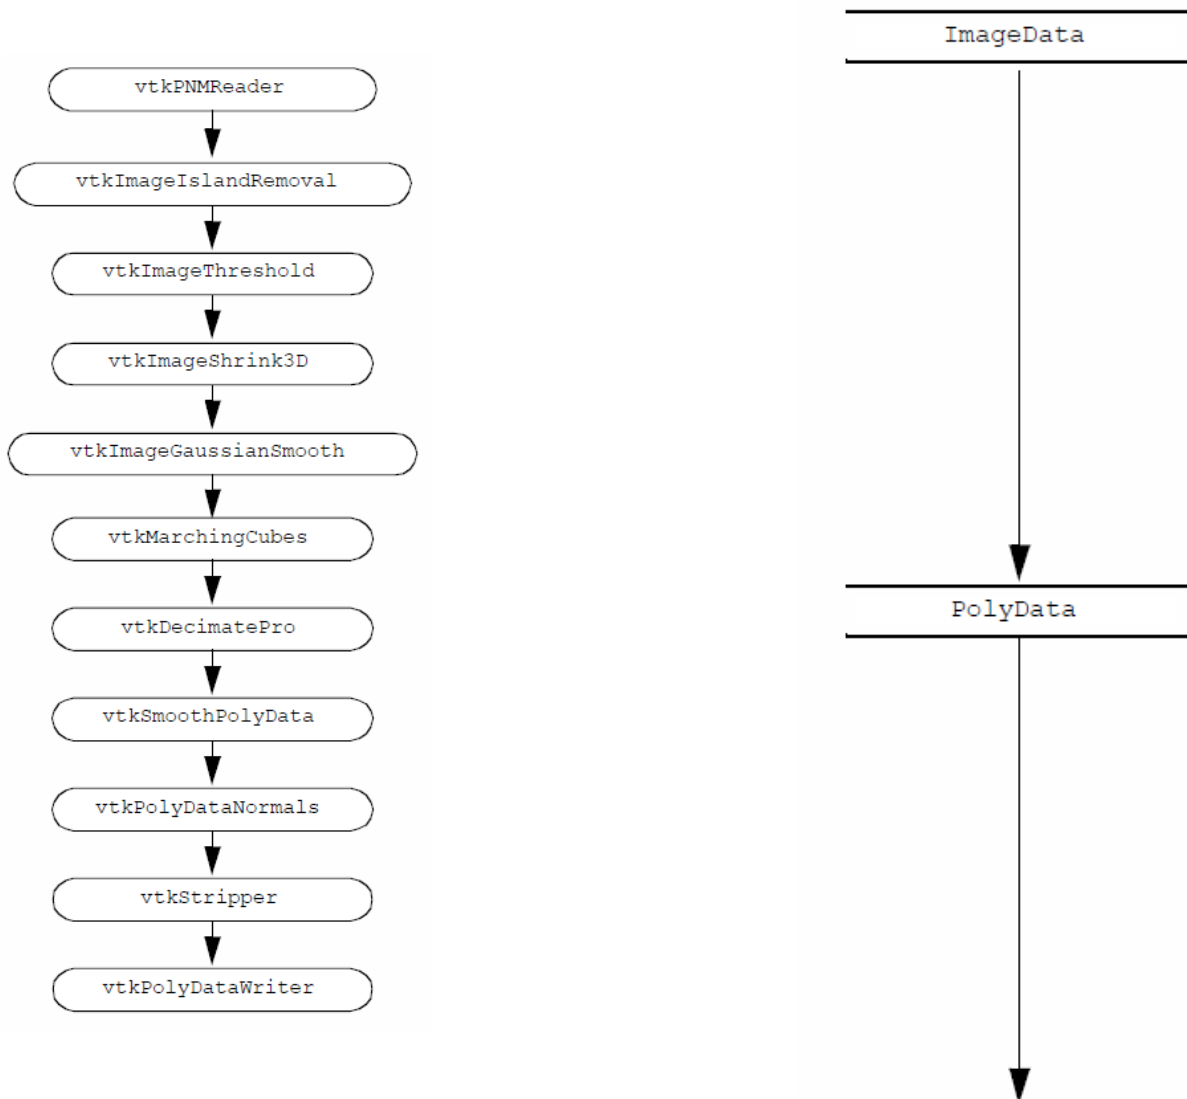 ImageData
vtkPNMReader
vtkImageIslandRemoval
vtkImageThreshold
vtkImageShrink3D
vtkImageGaussianSmooth
vtkMarchingCubes
PolyData
vtkDecimatePro
vtkSmoothPolyData
vtkPolyDataNormals
vtkStripper
vtkPolyDataWriter